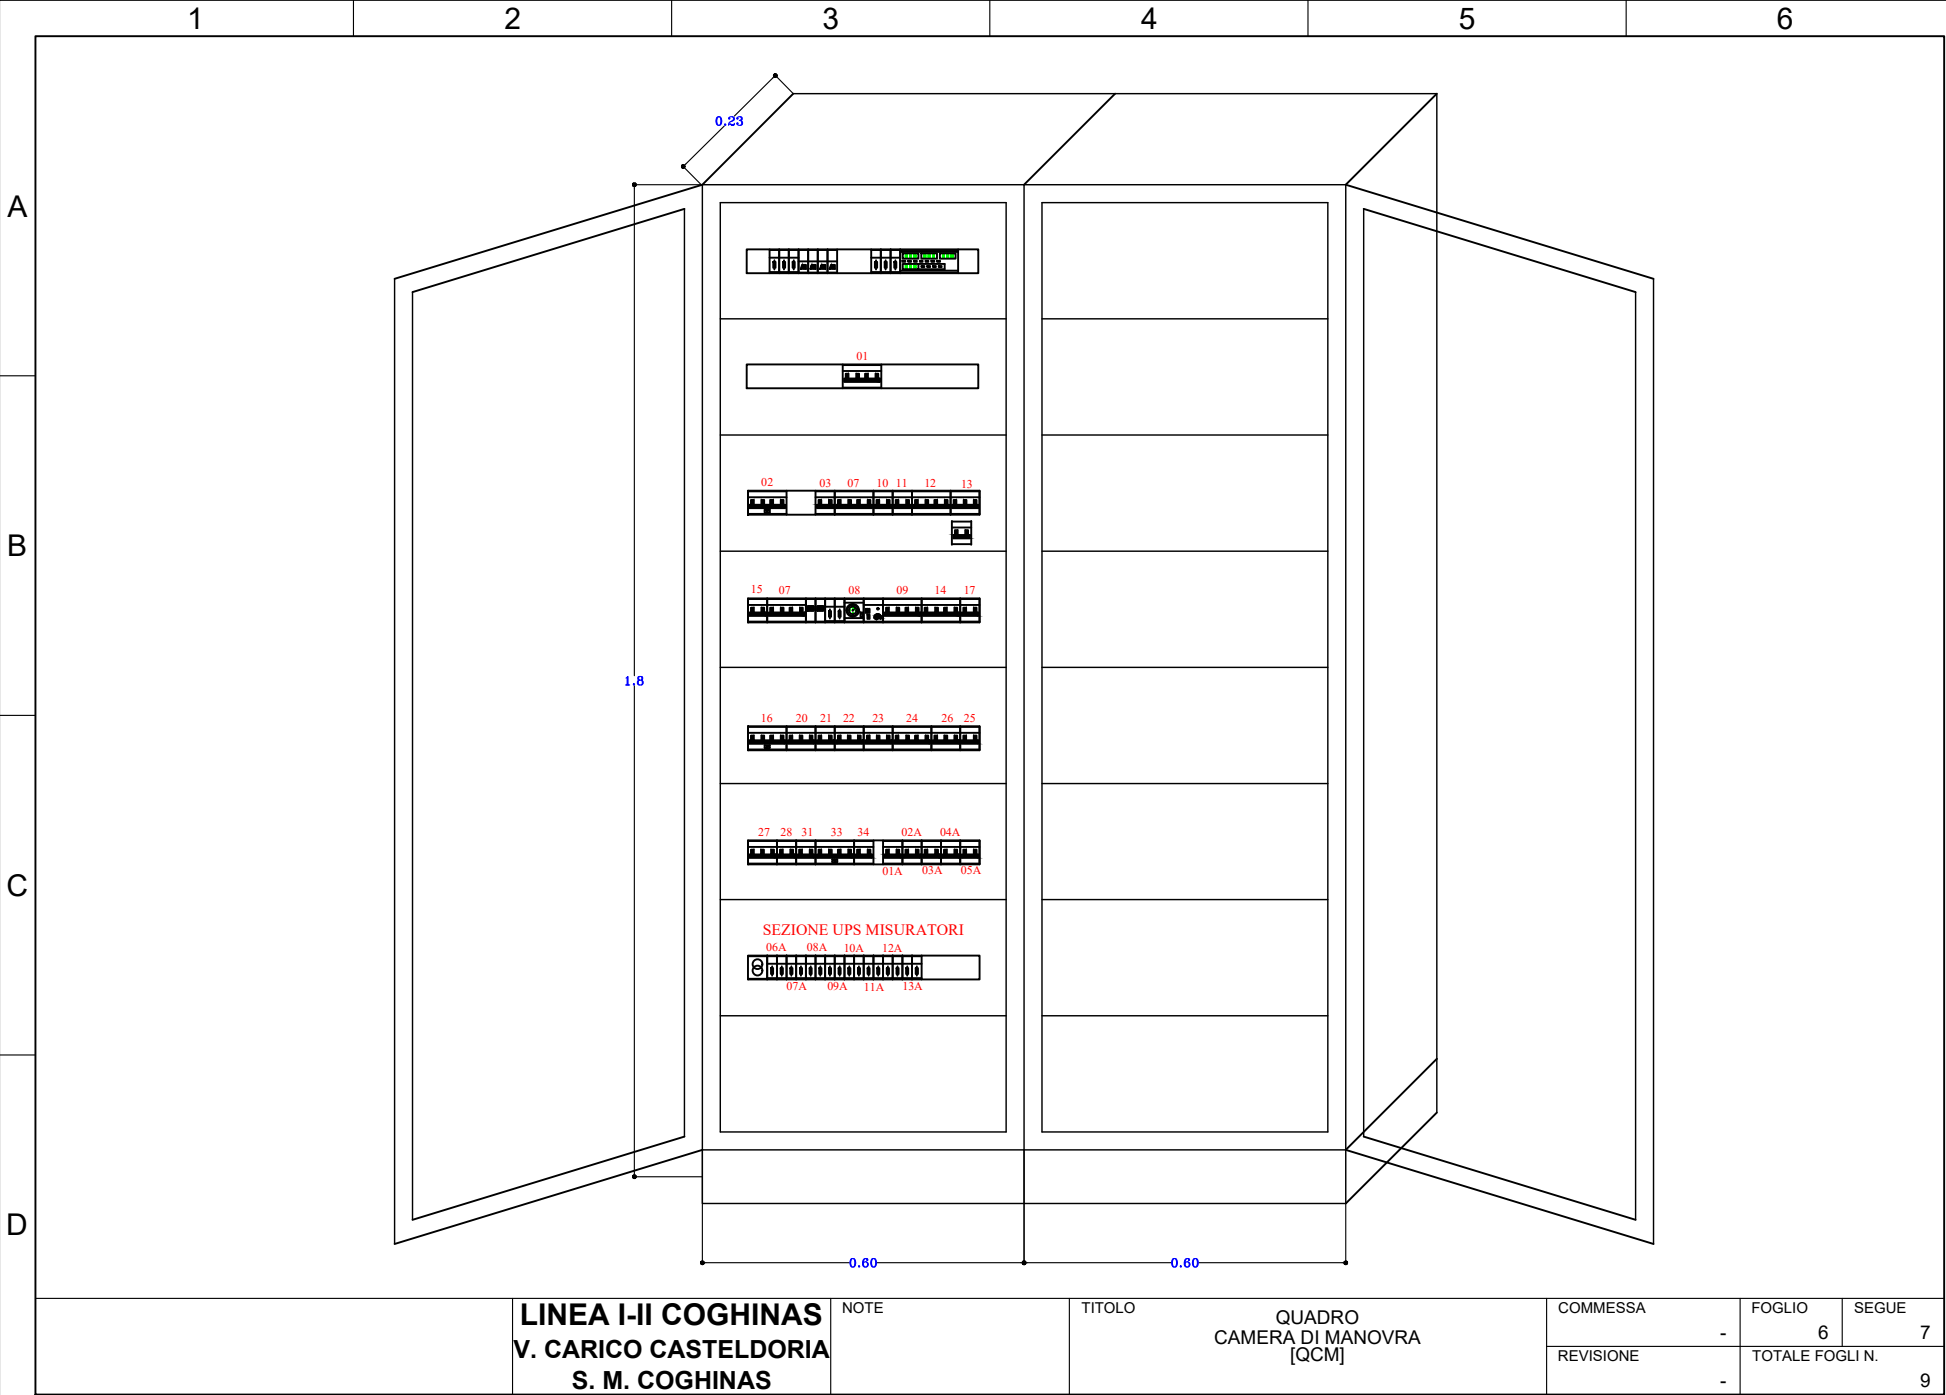 1 2 3 4 5 6
A
B
C
D
0.23
1.8
01
02 03 07 10 11 12 13
15 07 08 09 14 17
16 20 21 22 23 24 26 25
27 28 31 33 34 02A 04A
01A 03A 05A
SEZIONE UPS MISURATORI
06A 08A 10A 12A
07A 09A 11A 13A
0.60 0.60
LINEA I-II COGHINAS
V. CARICO CASTELDORIA
S. M. COGHINAS
NOTE
TITOLO
QUADRO
CAMERA DI MANOVRA
[QCM]
COMMESSA
-
REVISIONE
-
FOGLIO
6
SEGUE
7
TOTALE FOGLI N.
9